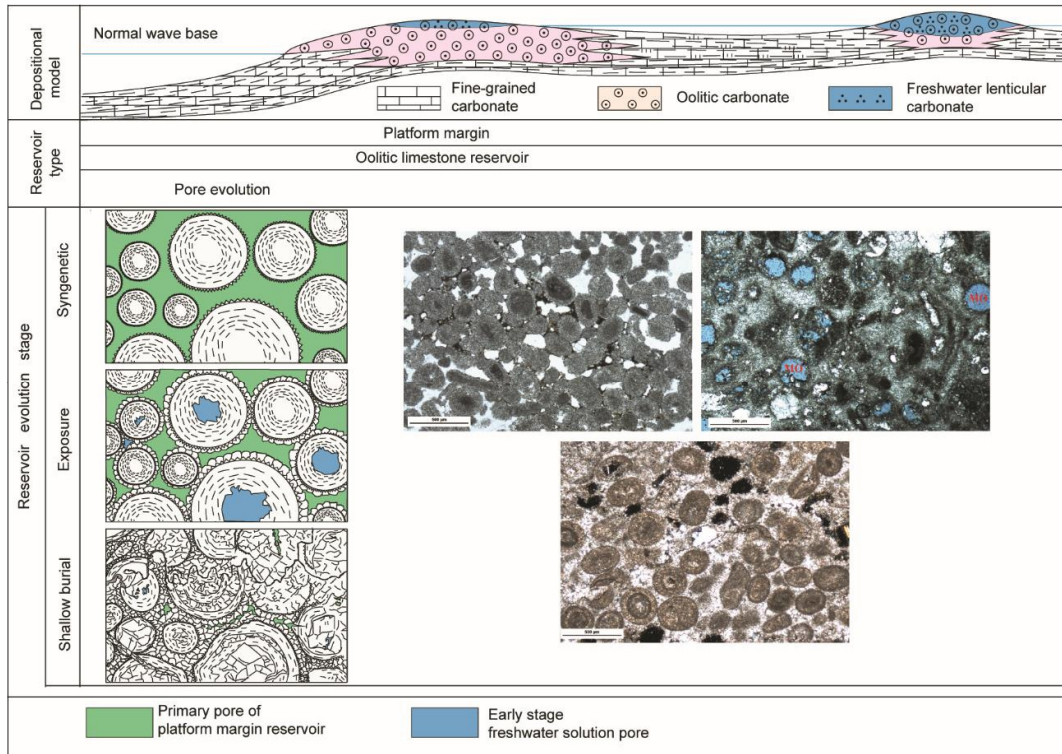 Depositional
model
Normal wave base
Fine-grained
carbonate
Oolitic carbonate
Freshwater lenticular
carbonate
Reservoir
type
Platform margin
Oolitic limestone reservoir
Pore evolution
Reservoir evolution stage
Syngenetic
Exposure
Shallow burial
500 μm
MO
MO
500 μm
500 μm
Primary pore of
platform margin reservoir
Early stage
freshwater solution pore